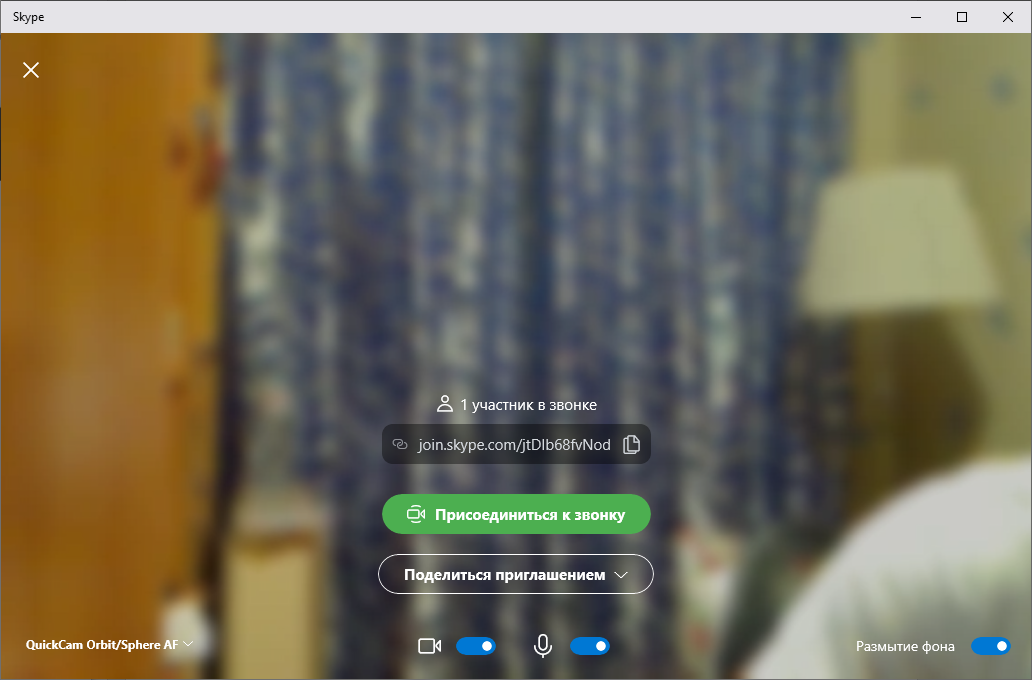 Skype
1 участник в звонке
join.skype.com/jtDIb68fvNod
Присоединиться к звонку
Поделиться приглашением
QuickCam Orbit/Sphere AF
Размытие фона